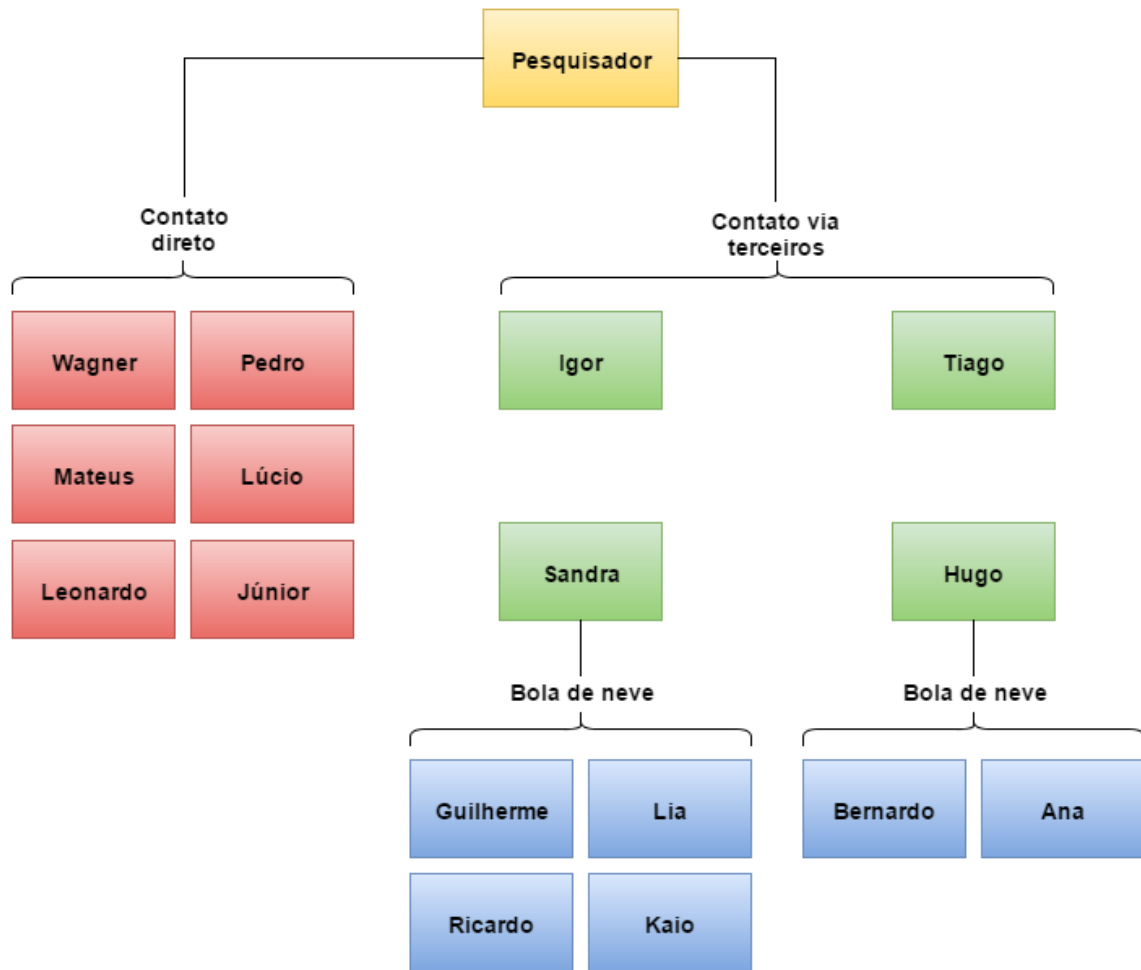 Pesquisador
Contato
direto
Contato via
terceiros
Wagner
Pedro
Igor
Tiago
Mateus
Lúcio
Leonardo
Júnior
Sandra
Hugo
Bola de neve
Bola de neve
Guilherme
Lia
Bernardo
Ana
Ricardo
Kaio